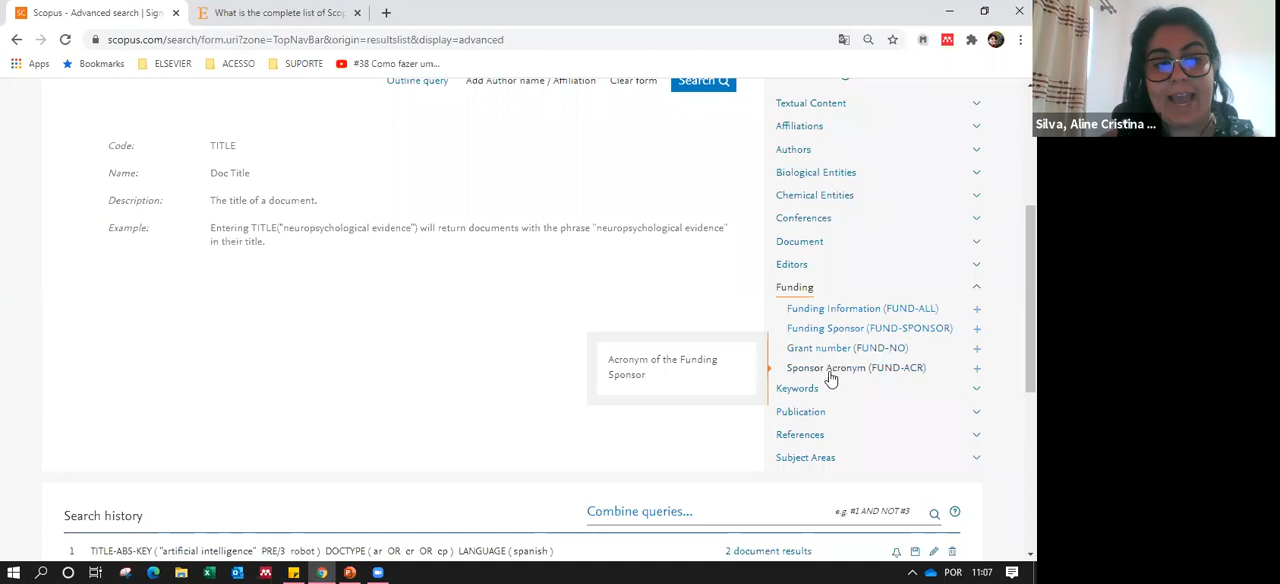 Scopus - Advanced search | Sign
What is the complete list of Scop
scopus.com/search/form.uri?zone=TopNavBar&origin=resultslist&display=advanced
Apps
Bookmarks
ELSEVIER
ACESSO
SUPORTE
#38 Como fazer um...
Silva, Aline Cristina ...
Outline query
Add Author name / Affiliation
Clear form
Search
Code: TITLE
Name: Doc Title
Description: The title of a document.
Example: Entering TITLE("neuropsychological evidence") will return documents with the phrase "neuropsychological evidence"
in their title.
Textual Content
Affiliations
Authors
Biological Entities
Chemical Entities
Conferences
Document
Editors
Funding
Funding Information (FUND-ALL)
Funding Sponsor (FUND-SPONSOR)
Grant number (FUND-NO)
Sponsor Acronym (FUND-ACR)
Acronym of the Funding
Sponsor
Keywords
Publication
References
Subject Areas
Search history
Combine queries...
e.g. #1 AND NOT #3
1 TITLE-ABS-KEY ( "artificial intelligence" PRE/3 robot ) DOCTYPE ( ar OR cr OR cp ) LANGUAGE ( spanish )
2 document results
POR
11:07